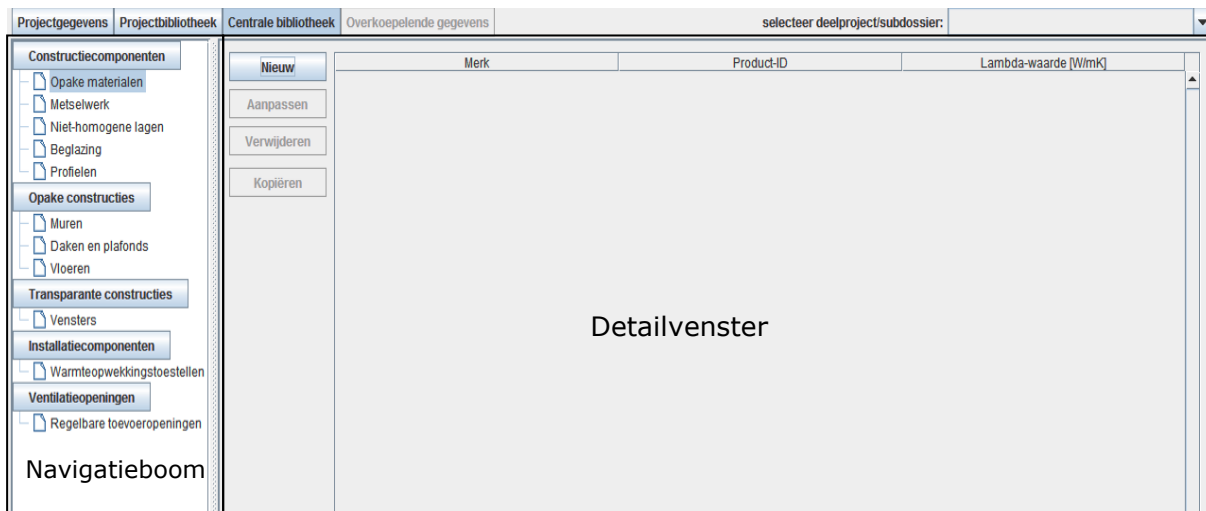 Projectgegevens Projectbibliotheek Centrale bibliotheek Overkoepelende gegevens selecteer deelproject/subdossier:
Constructiecomponenten
Opake materialen
Metselwerk
Niet-homogene lagen
Beglazing
Profielen
Opake constructies
Muren
Daken en plafonds
Vloeren
Transparante constructies
Vensters
Installatiecomponenten
Warmteopwekkingstoestellen
Ventilatieopeningen
Regelbare toevoeropeningen
Navigatieboom
Nieuw
Aanpassen
Verwijderen
Kopiëren
Merk Product-ID Lambda-waarde [W/mK]
Detailvenster